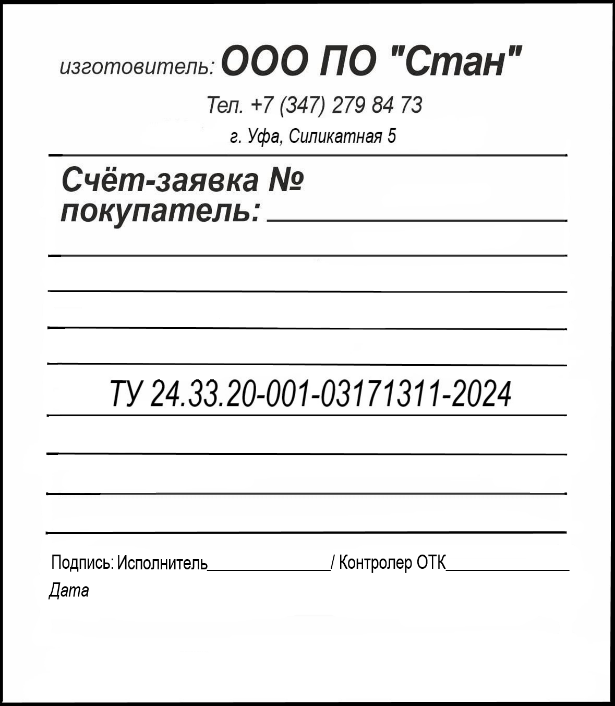 изготовитель: ООО ПО "Стан"
Тел. +7 (347) 279 84 73
г. Уфа, Силикатная 5
Счёт-заявка №
покупатель:
ТУ 24.33.20-001-03171311-2024
Подпись: Исполнитель______________/ Контролер ОТК______________
Дата